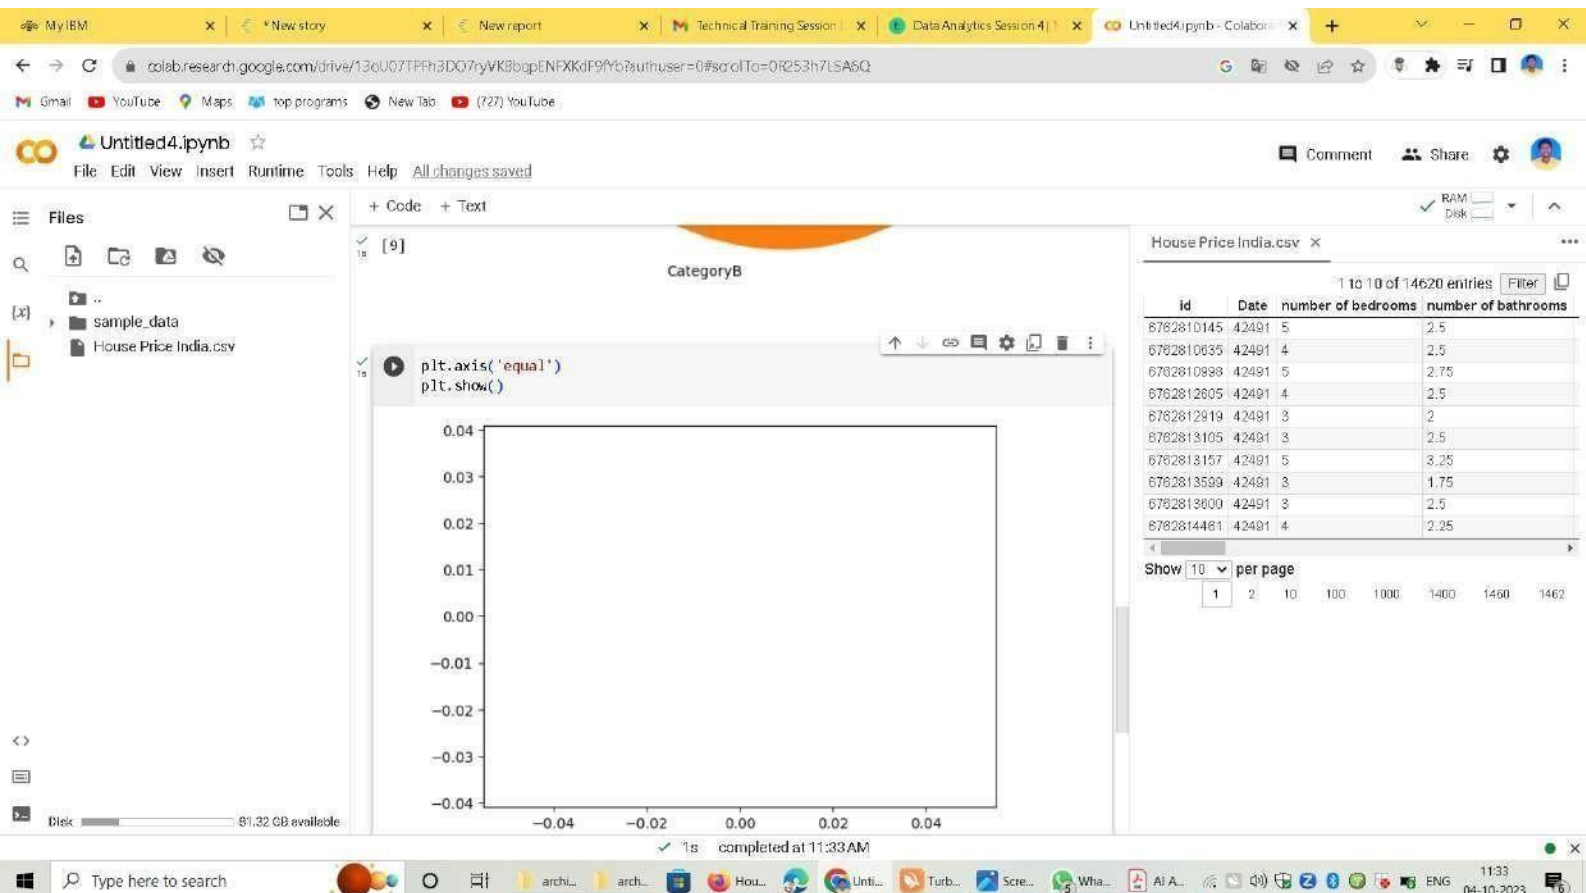 My IBM
* New story
New report
Technical Training Session
Data Analytics Session 4 |
Untitled4.ipynb - Colabora
colab.research.google.com/drive/
Gmail YouTube Maps top programs New Tab (727) YouTube
Untitled4.ipynb
File Edit View Insert Runtime Tools Help All changes saved
Comment Share
Files
+ Code + Text
RAM
Disk
..
sample_data
House Price India.csv
{x}
Disk 81.32 GB available
1s [9]
CategoryB
1s
plt.axis('equal')
plt.show()
0.04
0.03
0.02
0.01
0.00
−0.01
−0.02
−0.03
−0.04
−0.04 −0.02 0.00 0.02 0.04
House Price India.csv
1 to 10 of 14620 entries Filter
id Date number of bedrooms number of bathrooms
6762810145 42491 5 2.5
6762810635 42491 4 2.5
6762810998 42491 5 2.75
6762812605 42491 4 2.5
6762812919 42491 3 2
6762813105 42491 3 2.5
6762813157 42491 5 3.25
6762813599 42491 3 1.75
6762813600 42491 3 2.5
6762814461 42491 4 2.25
Show 10 per page
1 2 10 100 1000 1400 1460 1462
1s completed at 11:33 AM
Type here to search
archi... arch... Hou... Unti... Turb... Scre... Wha... AI A...
ENG
11:33
04-10-2023